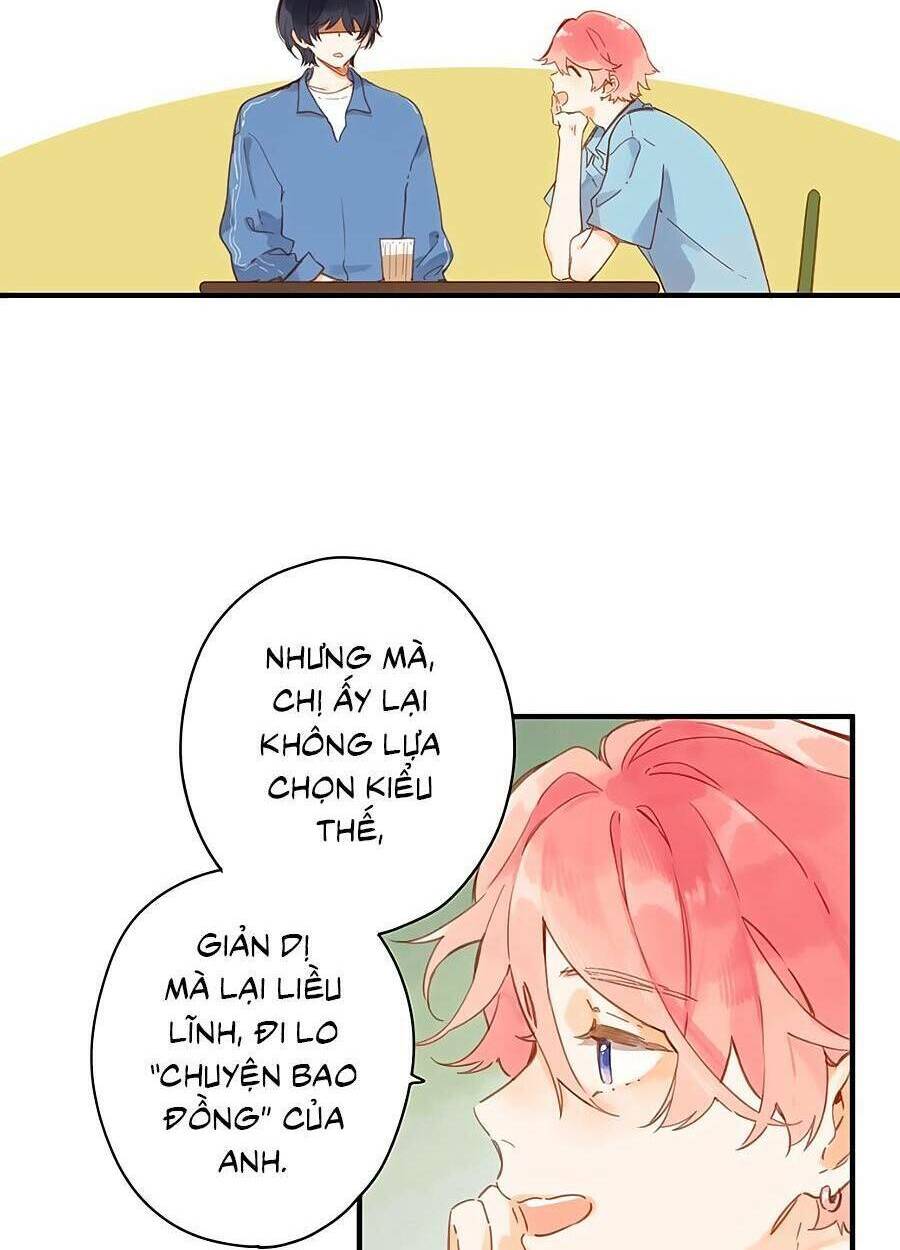 NHƯNG MÀ,
CHỊ ẤY LẠI
KHÔNG LỰA
CHỌN KIỂU
THẾ,
GIẢN DỊ
MÀ LẠI LIỀU
LĨNH, ĐI LO
"CHUYỆN BAO
ĐỒNG" CỦA
ANH.